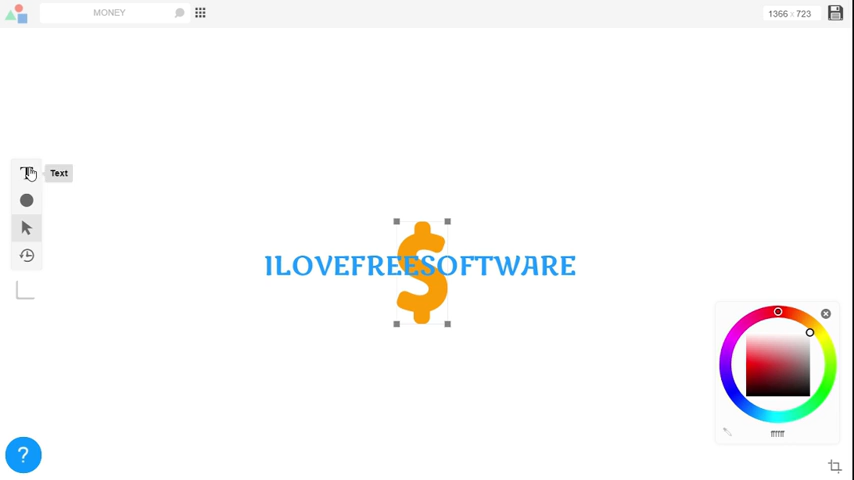 MONEY
1366 x 723
T
Text
ILOVEFREESOFTWARE
$
ffffff
?